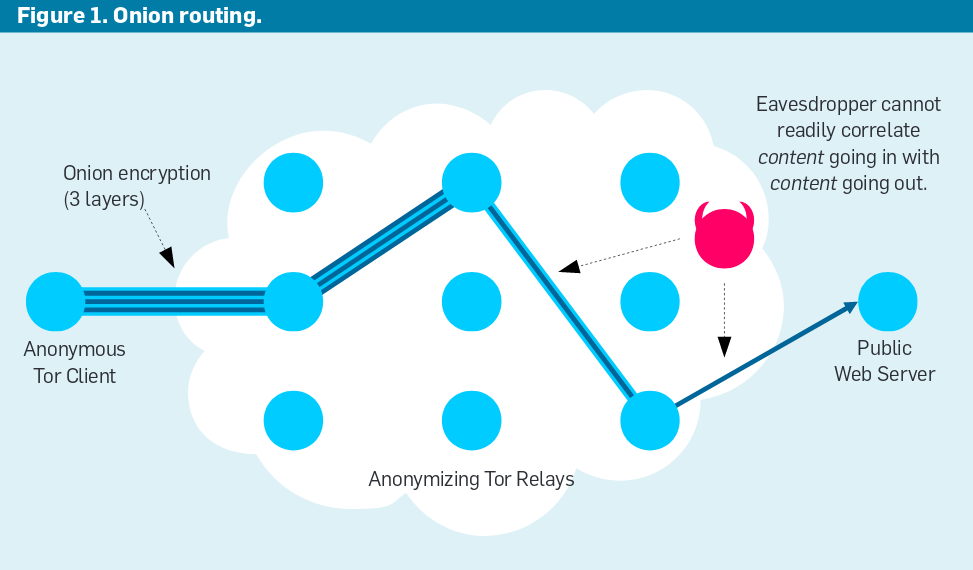 Figure 1. Onion routing.
Eavesdropper cannot
readily correlate
content going in with
content going out.
Onion encryption
(3 layers)
Anonymous
Tor Client
Public
Web Server
Anonymizing Tor Relays